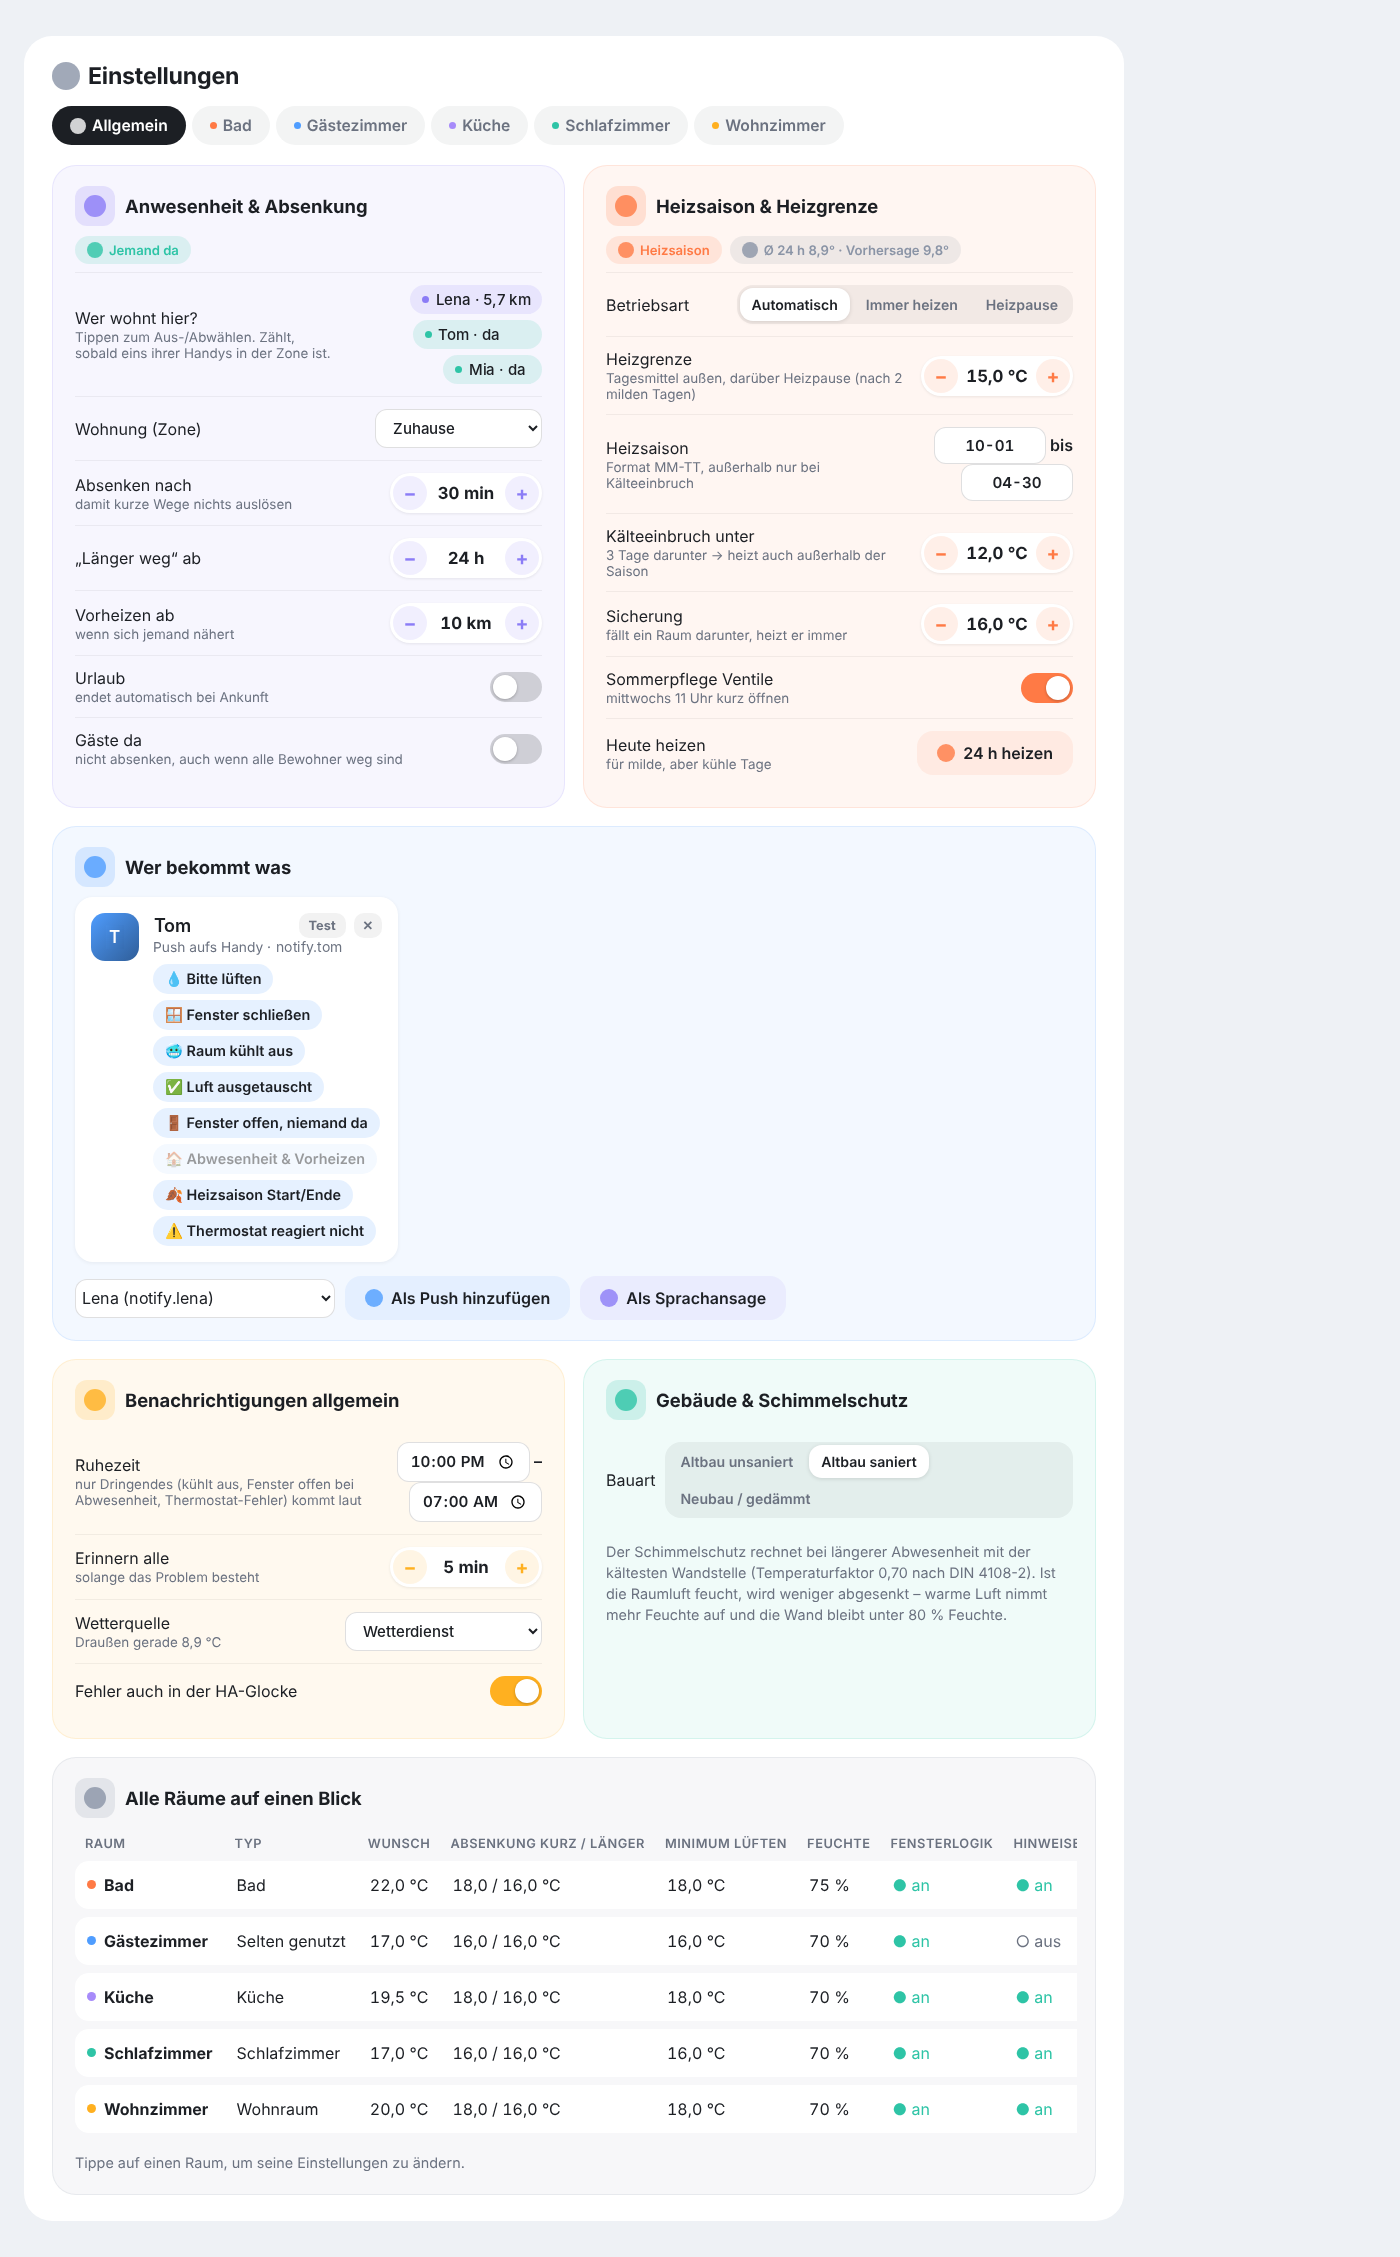 Einstellungen
Allgemein
Bad
Gästezimmer
Küche
Schlafzimmer
Wohnzimmer
Anwesenheit & Absenkung
Jemand da
Wer wohnt hier?
Tippen zum Aus-/Abwählen. Zählt,
sobald eins ihrer Handys in der Zone ist.
Lena · 5,7 km
Tom · da
Mia · da
Wohnung (Zone)
Zuhause
Absenken nach
damit kurze Wege nichts auslösen
− 30 min +
„Länger weg“ ab
− 24 h +
Vorheizen ab
wenn sich jemand nähert
− 10 km +
Urlaub
endet automatisch bei Ankunft
Gäste da
nicht absenken, auch wenn alle Bewohner weg sind
Heizsaison & Heizgrenze
Heizsaison
Ø 24 h 8,9° · Vorhersage 9,8°
Betriebsart
Automatisch
Immer heizen
Heizpause
Heizgrenze
Tagesmittel außen, darüber Heizpause (nach 2
milden Tagen)
− 15,0 °C +
Heizsaison
Format MM-TT, außerhalb nur bei
Kälteeinbruch
10-01 bis
04-30
Kälteeinbruch unter
3 Tage darunter → heizt auch außerhalb der
Saison
− 12,0 °C +
Sicherung
fällt ein Raum darunter, heizt er immer
− 16,0 °C +
Sommerpflege Ventile
mittwochs 11 Uhr kurz öffnen
Heute heizen
für milde, aber kühle Tage
24 h heizen
Wer bekommt was
T
Tom
Test
✕
Push aufs Handy · notify.tom
💧 Bitte lüften
🪟 Fenster schließen
🥶 Raum kühlt aus
✅ Luft ausgetauscht
🚪 Fenster offen, niemand da
🏠 Abwesenheit & Vorheizen
🍂 Heizsaison Start/Ende
⚠️ Thermostat reagiert nicht
Lena (notify.lena)
Als Push hinzufügen
Als Sprachansage
Benachrichtigungen allgemein
Ruhezeit
nur Dringendes (kühlt aus, Fenster offen bei
Abwesenheit, Thermostat-Fehler) kommt laut
10:00 PM –
07:00 AM
Erinnern alle
solange das Problem besteht
− 5 min +
Wetterquelle
Draußen gerade 8,9 °C
Wetterdienst
Fehler auch in der HA-Glocke
Gebäude & Schimmelschutz
Bauart
Altbau unsaniert
Altbau saniert
Neubau / gedämmt
Der Schimmelschutz rechnet bei längerer Abwesenheit mit der
kältesten Wandstelle (Temperaturfaktor 0,70 nach DIN 4108-2). Ist
die Raumluft feucht, wird weniger abgesenkt – warme Luft nimmt
mehr Feuchte auf und die Wand bleibt unter 80 % Feuchte.
Alle Räume auf einen Blick
RAUM TYP WUNSCH ABSENKUNG KURZ / LÄNGER MINIMUM LÜFTEN FEUCHTE FENSTERLOGIK HINWEISE
Bad Bad 22,0 °C 18,0 / 16,0 °C 18,0 °C 75 % ● an ● an
Gästezimmer Selten genutzt 17,0 °C 16,0 / 16,0 °C 16,0 °C 70 % ● an ○ aus
Küche Küche 19,5 °C 18,0 / 16,0 °C 18,0 °C 70 % ● an ● an
Schlafzimmer Schlafzimmer 17,0 °C 16,0 / 16,0 °C 16,0 °C 70 % ● an ● an
Wohnzimmer Wohnraum 20,0 °C 18,0 / 16,0 °C 18,0 °C 70 % ● an ● an
Tippe auf einen Raum, um seine Einstellungen zu ändern.